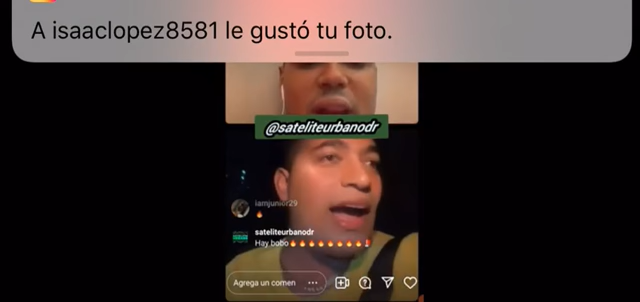 A isaaclopez8581 le gustó tu foto.
@sateliteurbanodr
iamjunior29
🔥
sateliteurbanodr
Hay bobo🔥🔥🔥🔥🔥🔥🔥🔥
Agrega un comen